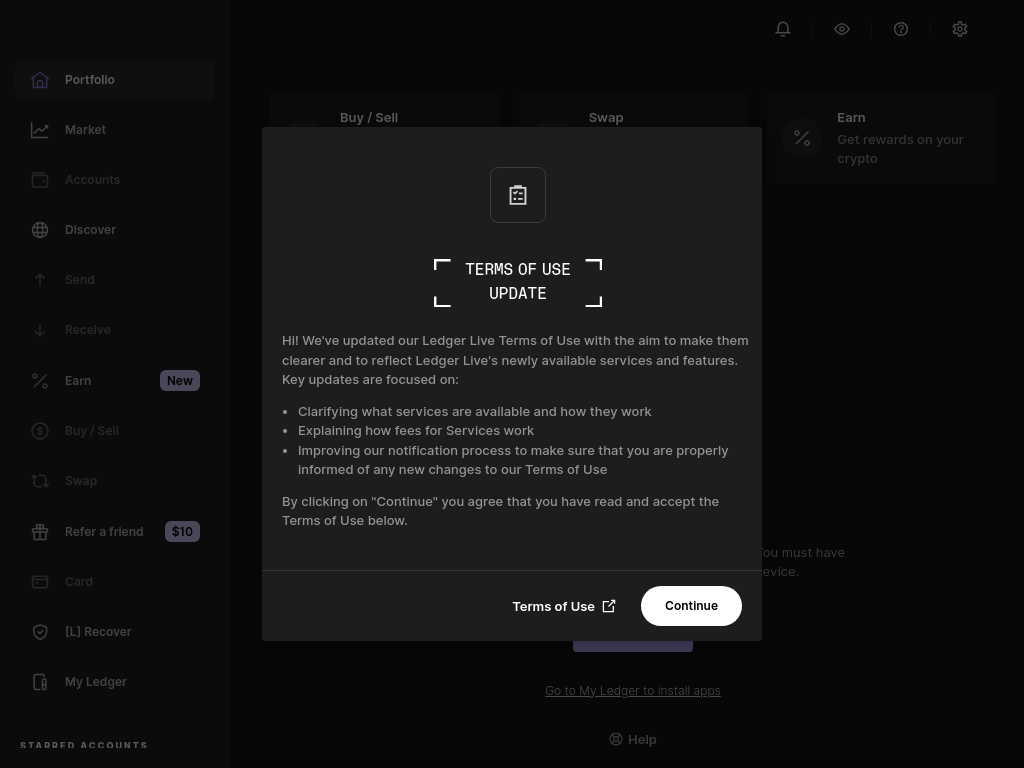 Portfolio
Market
Accounts
Discover
Send
Receive
Earn New
Buy / Sell
Swap
Refer a friend $10
Card
[L] Recover
My Ledger
STARRED ACCOUNTS
Buy / Sell
Swap
Earn
Get rewards on your
crypto
TERMS OF USE
UPDATE
Hi! We've updated our Ledger Live Terms of Use with the aim to make them
clearer and to reflect Ledger Live's newly available services and features.
Key updates are focused on:
• Clarifying what services are available and how they work
• Explaining how fees for Services work
• Improving our notification process to make sure that you are properly
informed of any new changes to our Terms of Use
By clicking on "Continue" you agree that you have read and accept the
Terms of Use below.
Terms of Use
Continue
You must have
Go to My Ledger to install apps
Help